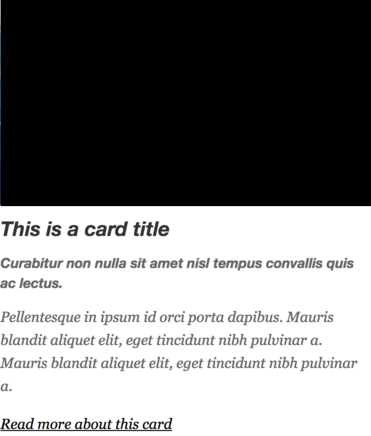 This is a card title
Curabitur non nulla sit amet nisl tempus convallis quis
ac lectus.
Pellentesque in ipsum id orci porta dapibus. Mauris
blandit aliquet elit, eget tincidunt nibh pulvinar a.
Mauris blandit aliquet elit, eget tincidunt nibh pulvinar
a.
Read more about this card